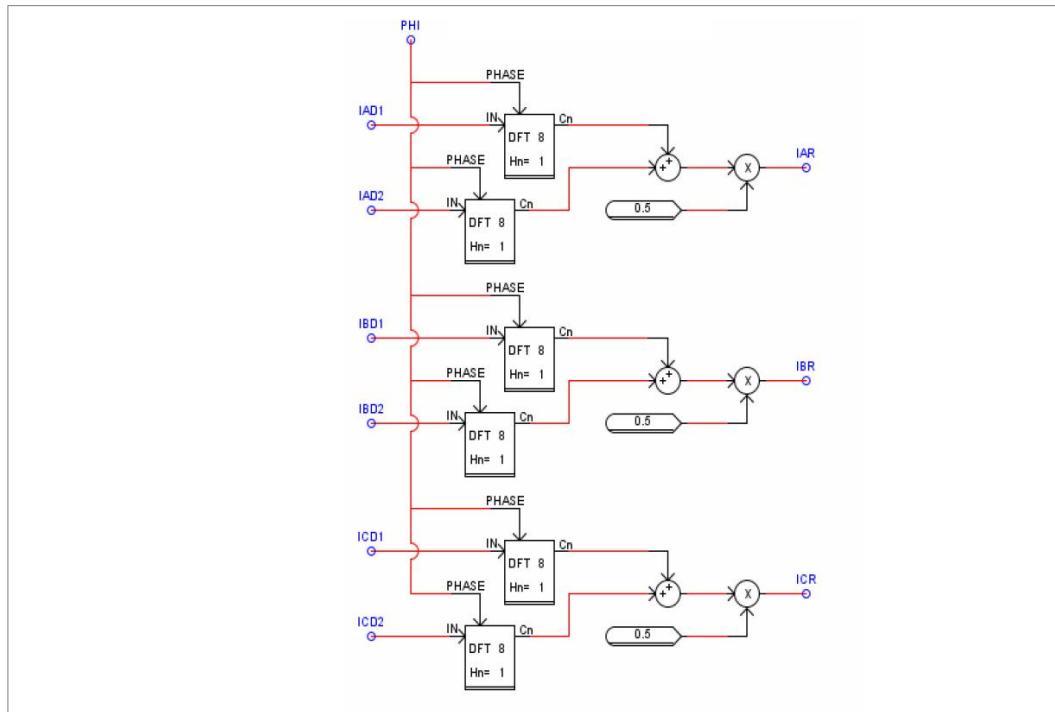 PHI
PHASE
IAD1
IN
Cn
DFT 8
Hn= 1
IAR
+
+
X
PHASE
IAD2
IN
Cn
0.5
DFT 8
Hn= 1
PHASE
IBD1
IN
Cn
DFT 8
Hn= 1
IBR
+
+
X
PHASE
IBD2
IN
Cn
0.5
DFT 8
Hn= 1
PHASE
ICD1
IN
Cn
DFT 8
Hn= 1
ICR
+
+
X
PHASE
ICD2
IN
Cn
0.5
DFT 8
Hn= 1